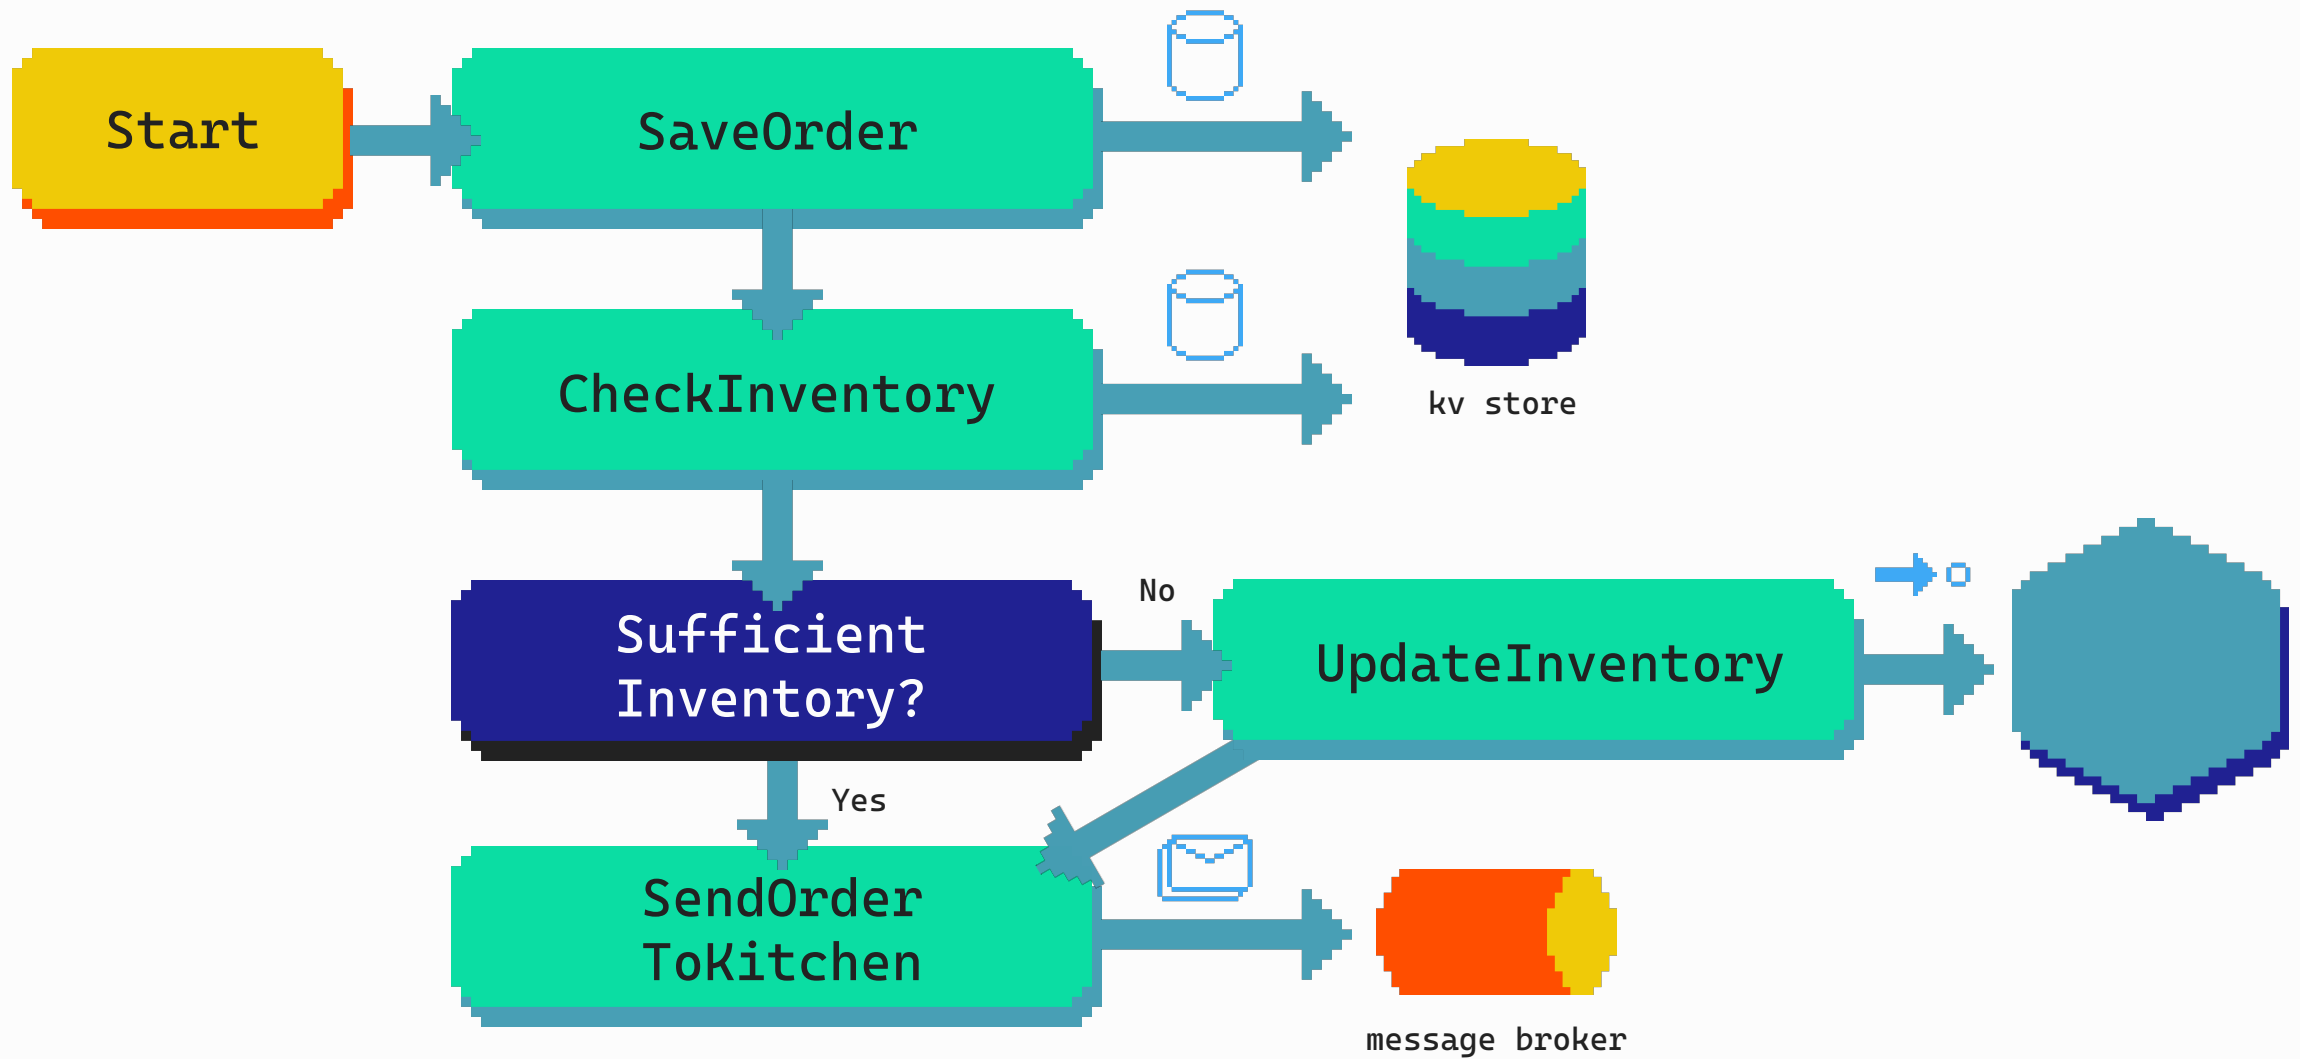 Start
SaveOrder
CheckInventory
kv store
Sufficient
Inventory?
No
UpdateInventory
Yes
SendOrder
ToKitchen
message broker